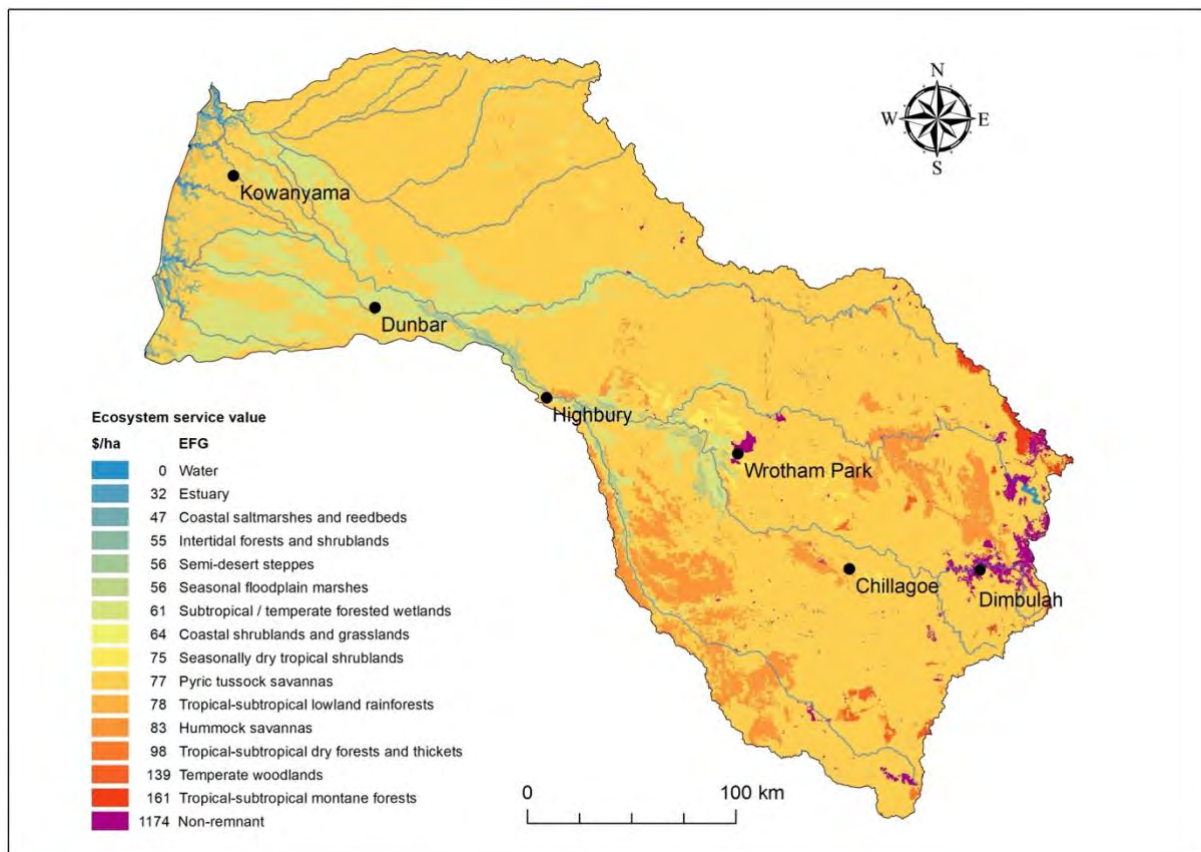 N
W E
S
Kowanyama
Dunbar
Highbury
Wrotham Park
Chillagoe
Dimbulah
Ecosystem service value
$/ha EFG
0 Water
32 Estuary
47 Coastal saltmarshes and reedbeds
55 Intertidal forests and shrublands
56 Semi-desert steppes
56 Seasonal floodplain marshes
61 Subtropical / temperate forested wetlands
64 Coastal shrublands and grasslands
75 Seasonally dry tropical shrublands
77 Pyric tussock savannas
78 Tropical-subtropical lowland rainforests
83 Hummock savannas
98 Tropical-subtropical dry forests and thickets
139 Temperate woodlands
161 Tropical-subtropical montane forests
1174 Non-remnant
0 100 km